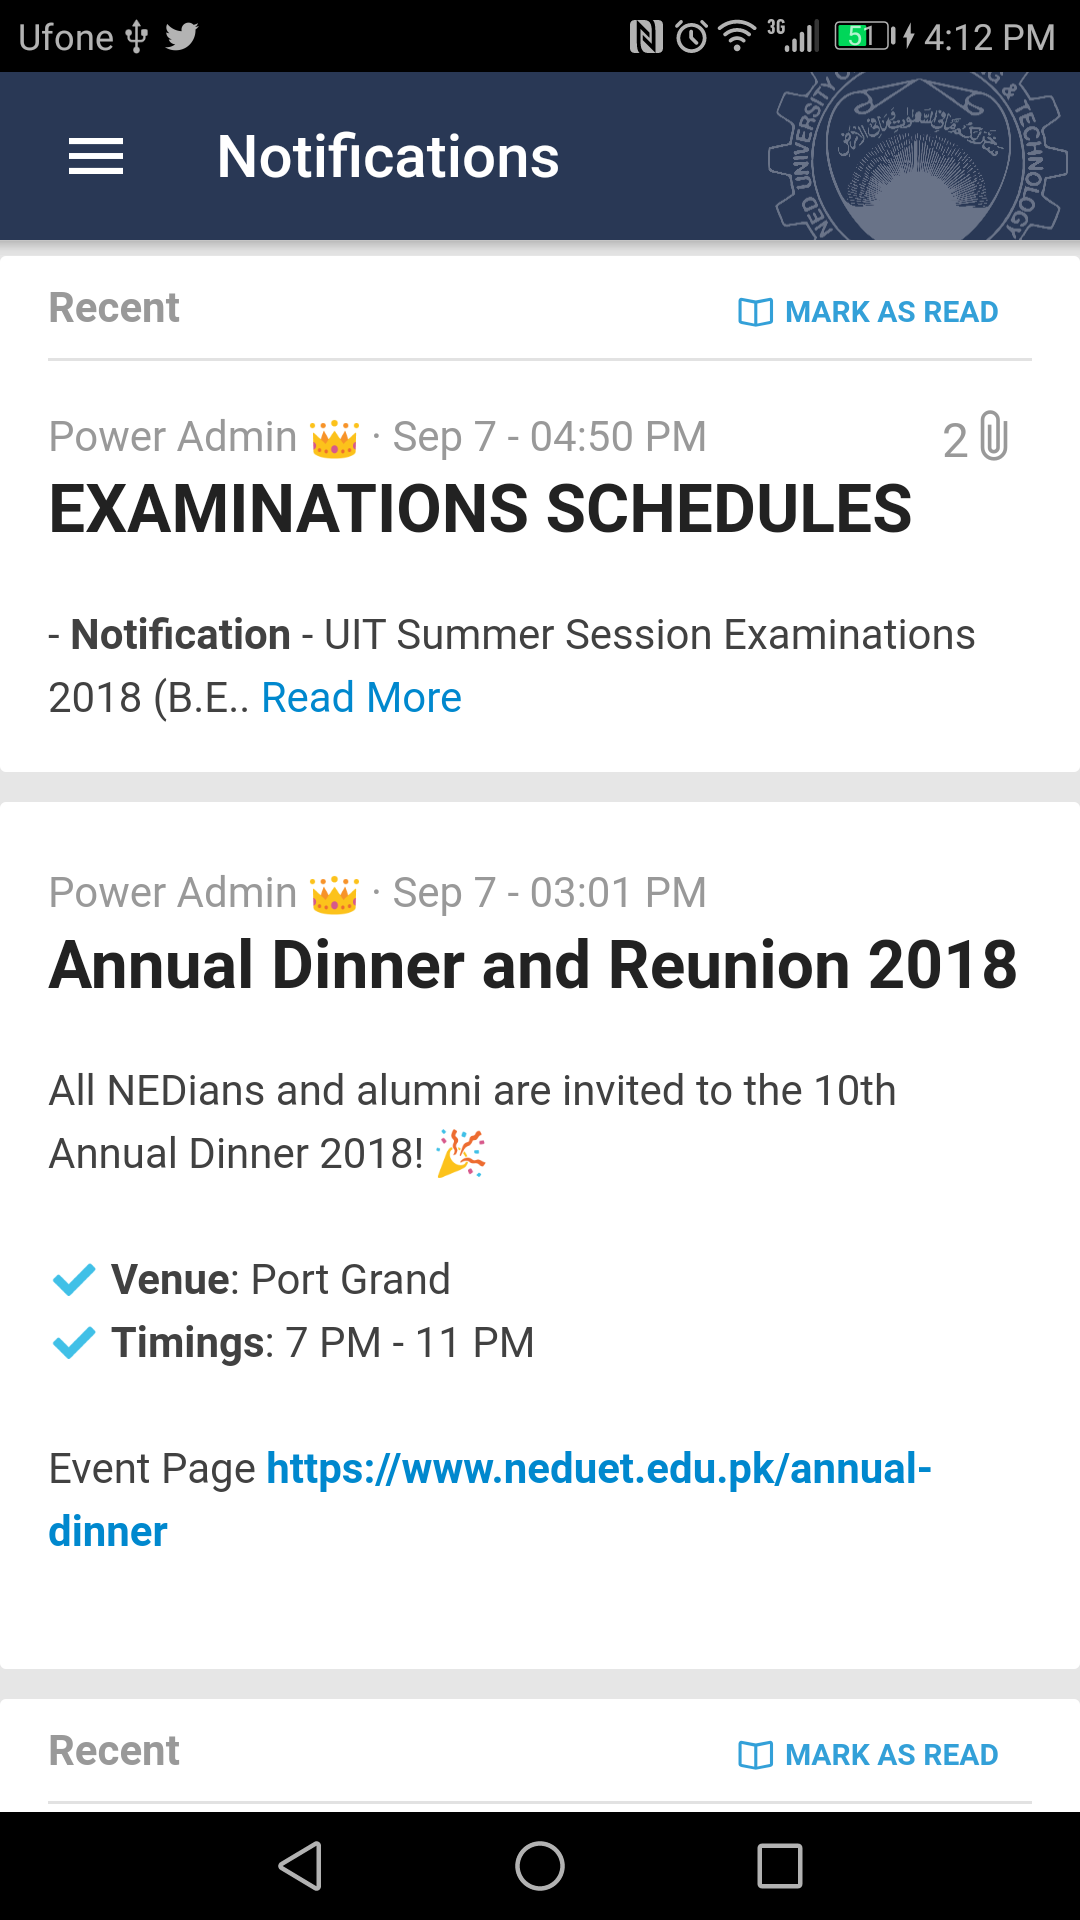 Ufone 3G 51 4:12 PM
Notifications
NED UNIVERSITY O G & TECHNOLOGY
Recent MARK AS READ
Power Admin 👑 · Sep 7 - 04:50 PM 2
EXAMINATIONS SCHEDULES
- Notification - UIT Summer Session Examinations
2018 (B.E.. Read More
Power Admin 👑 · Sep 7 - 03:01 PM
Annual Dinner and Reunion 2018
All NEDians and alumni are invited to the 10th
Annual Dinner 2018! 🎉
✔ Venue: Port Grand
✔ Timings: 7 PM - 11 PM
Event Page https://www.neduet.edu.pk/annual-
dinner
Recent MARK AS READ